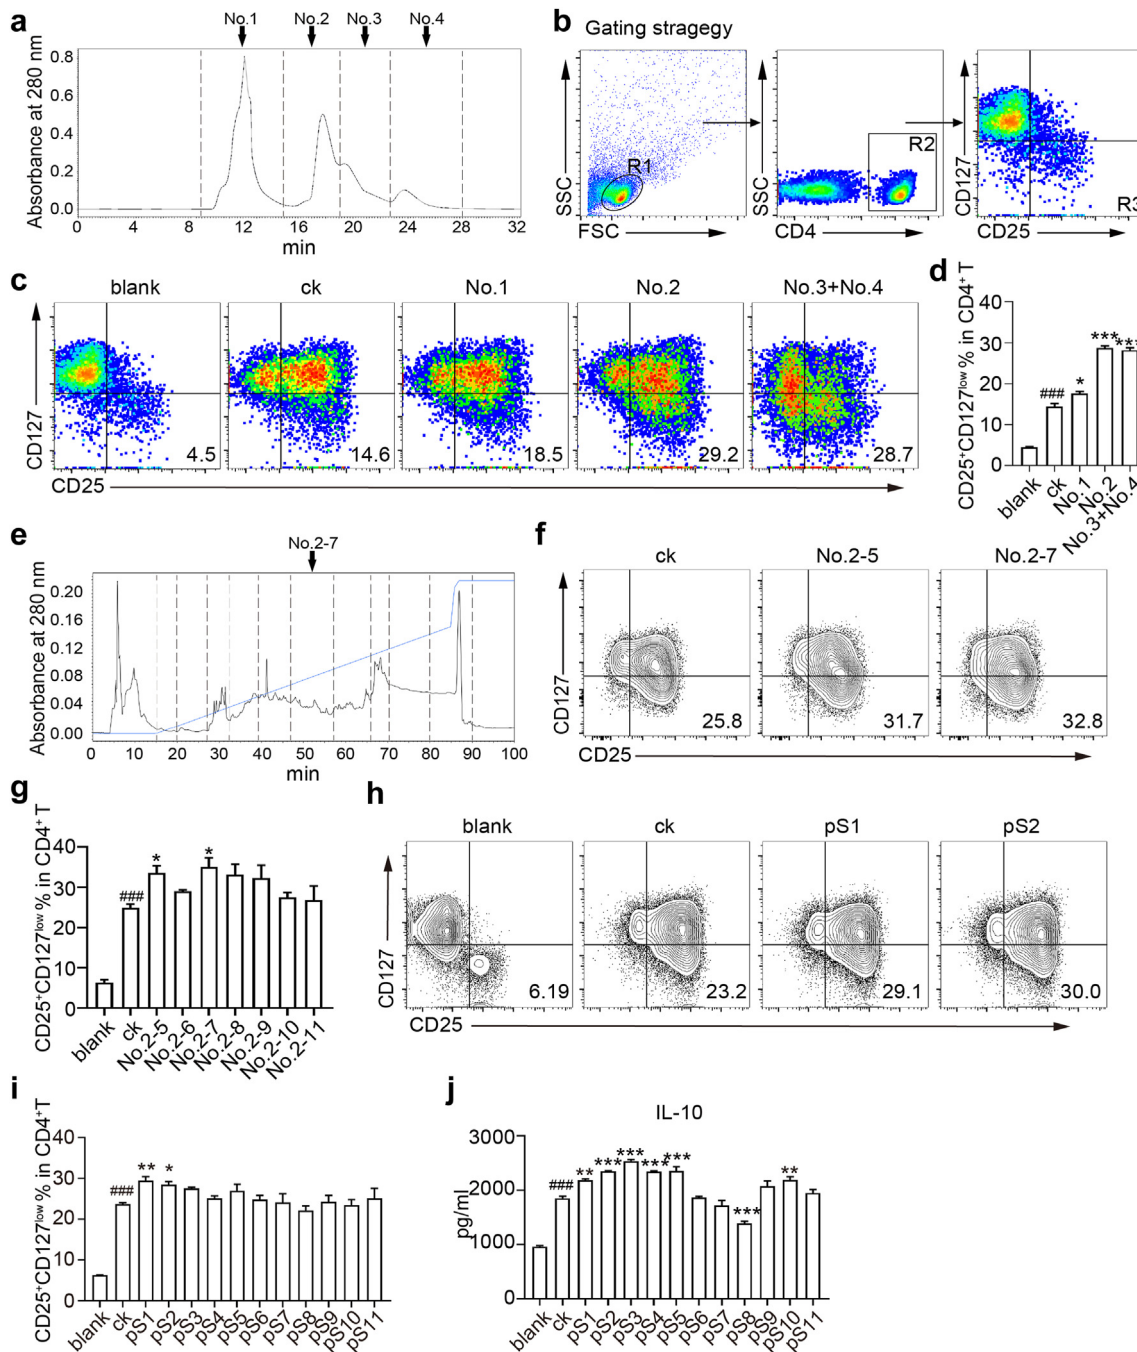 a
No.1 No.2 No.3 No.4
Absorbance at 280 nm
0.8
0.6
0.4
0.2
0.0
0 4 8 12 16 20 24 28 32
min
b
Gating stragegy
SSC
R1
FSC
SSC
R2
CD4
CD127
R3
CD25
c
blank ck No.1 No.2 No.3+No.4
CD127
4.5 14.6 18.5 29.2 28.7
CD25
d
CD25+CD127low % in CD4+ T
40
30
20
10
0
### * *** ***
blank ck No.1 No.2 No.3+No.4
e
No.2-7
Absorbance at 280 nm
0.20
0.16
0.12
0.08
0.04
0.00
0 10 20 30 40 50 60 70 80 90 100
min
f
ck No.2-5 No.2-7
CD127
25.8 31.7 32.8
CD25
g
CD25+CD127low % in CD4+ T
40
30
20
10
0
### * *
blank ck No.2-5 No.2-6 No.2-7 No.2-8 No.2-9 No.2-10 No.2-11
h
blank ck pS1 pS2
CD127
6.19 23.2 29.1 30.0
CD25
i
CD25+CD127low % in CD4+T
40
30
20
10
0
### ** *
blank ck pS1 pS2 pS3 pS4 pS5 pS6 pS7 pS8 pS9 pS10 pS11
j
IL-10
pg/ml
3000
2000
1000
0
### ** *** *** *** *** *** **
blank ck pS1 pS2 pS3 pS4 pS5 pS6 pS7 pS8 pS9 pS10 pS11